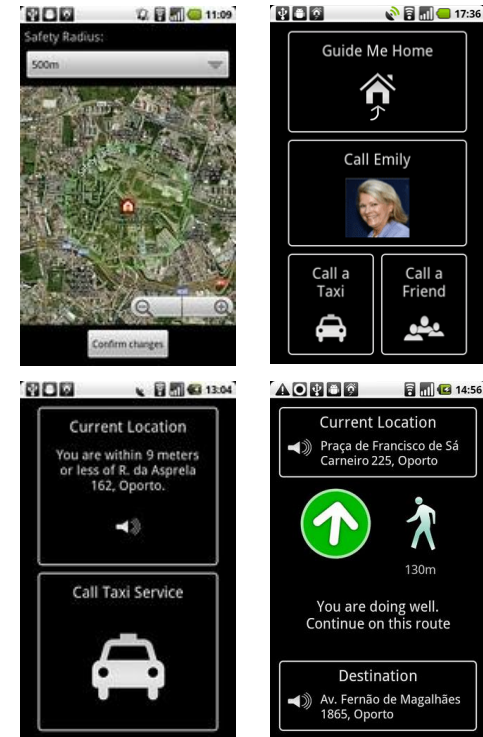 11:09
Safety Radius:
500m
Confirm changes
17:36
Guide Me Home
Call Emily
Call a
Taxi
Call a
Friend
13:04
Current Location
You are within 9 meters
or less of R. da Asprela
162, Oporto.
Call Taxi Service
14:56
Current Location
Praça de Francisco de Sá
Carneiro 225, Oporto
130m
You are doing well.
Continue on this route
Destination
Av. Fernão de Magalhães
1865, Oporto